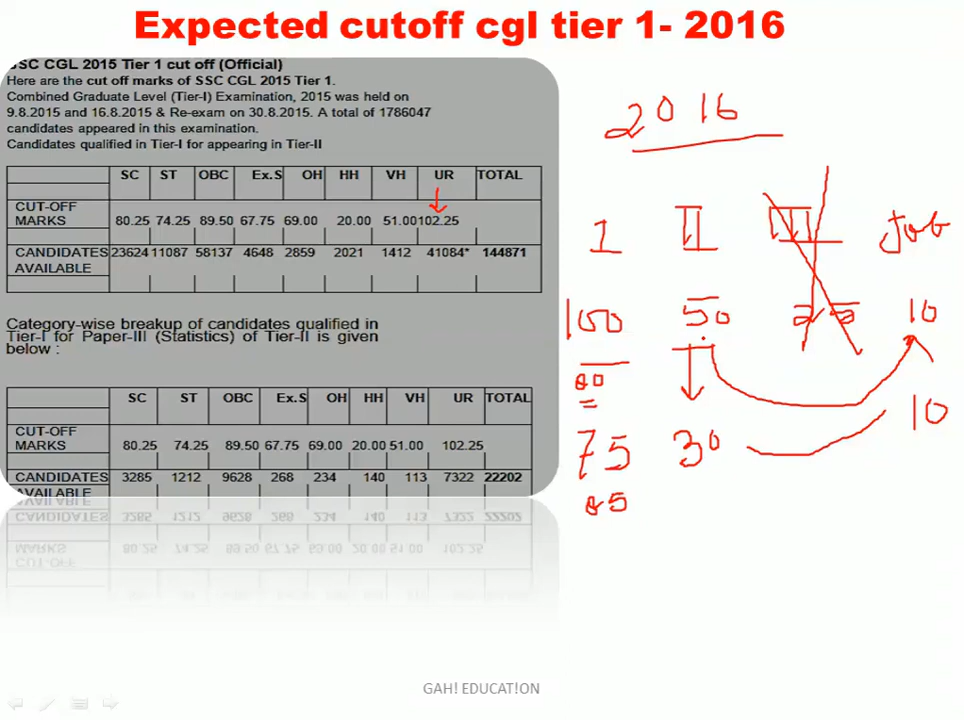 Expected cutoff cgl tier 1- 2016
SSC CGL 2015 Tier 1 cut off (Official)
Here are the cut off marks of SSC CGL 2015 Tier 1.
Combined Graduate Level (Tier-I) Examination, 2015 was held on
9.8.2015 and 16.8.2015 & Re-exam on 30.8.2015. A total of 1786047
candidates appeared in this examination.
Candidates qualified in Tier-I for appearing in Tier-II
SC ST OBC Ex.S OH HH VH UR TOTAL
CUT-OFF
MARKS 80.25 74.25 89.50 67.75 69.00 20.00 51.00 102.25
CANDIDATES 23624 11087 58137 4648 2859 2021 1412 41084* 144871
AVAILABLE
Category-wise breakup of candidates qualified in
Tier-I for Paper-III (Statistics) of Tier-II is given
below :
SC ST OBC Ex.S OH HH VH UR TOTAL
CUT-OFF
MARKS 80.25 74.25 89.50 67.75 69.00 20.00 51.00 102.25
CANDIDATES 3285 1212 9628 268 234 140 113 7322 22202
AVAILABLE
2016
1 II III Job
100 50 25 10
80
75 30 10
85
GAH! EDUCAT!ON